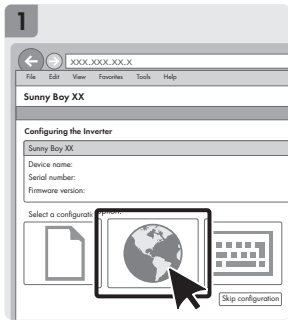 1
XXX.XXX.XX.X
File Edit View Favorites Tools Help
Sunny Boy XX
Configuring the Inverter
Sunny Boy XX
Device name:
Serial number:
Firmware version:
Select a configuration option:
Skip configuration